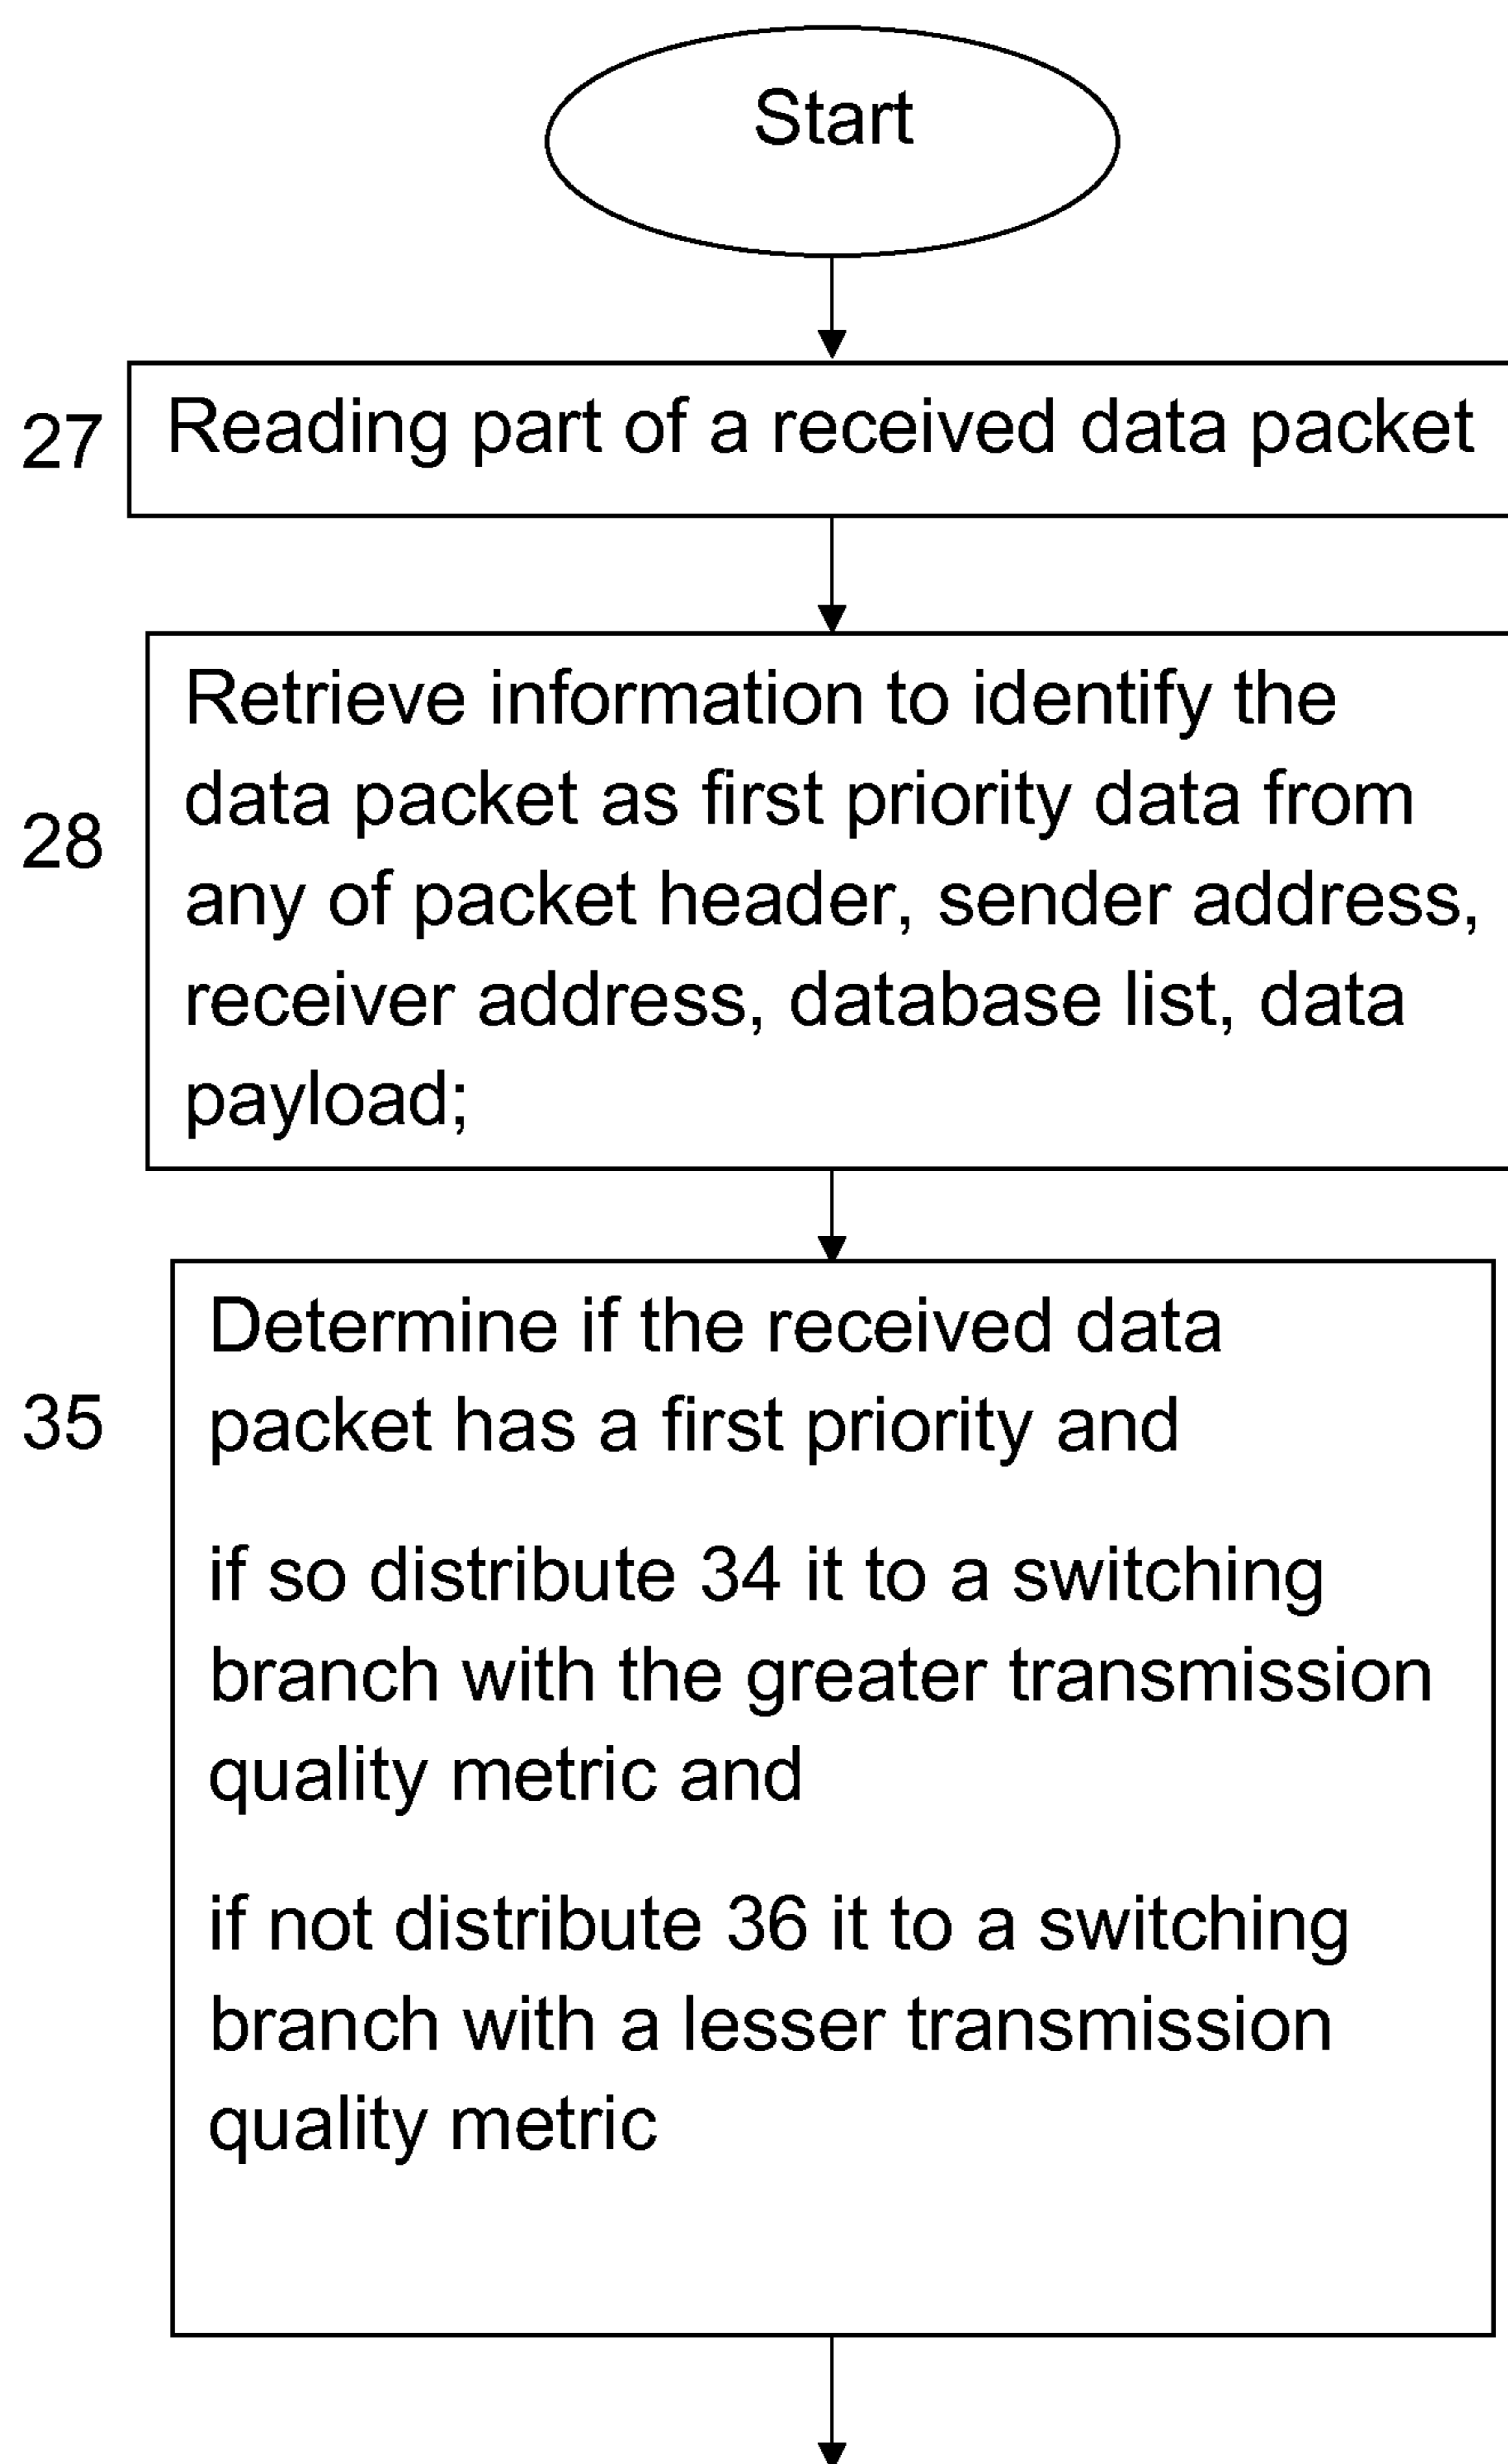 Start
27
Reading part of a received data packet
Retrieve information to identify the
data packet as first priority data from
28
any of packet header, sender address,
receiver address, database list, data
payload;
Determine if the received data
35
packet has a first priority and
if so distribute 34 it to a switching
branch with the greater transmission
quality metric and
if not distribute 36 it to a switching
branch with a lesser transmission
quality metric